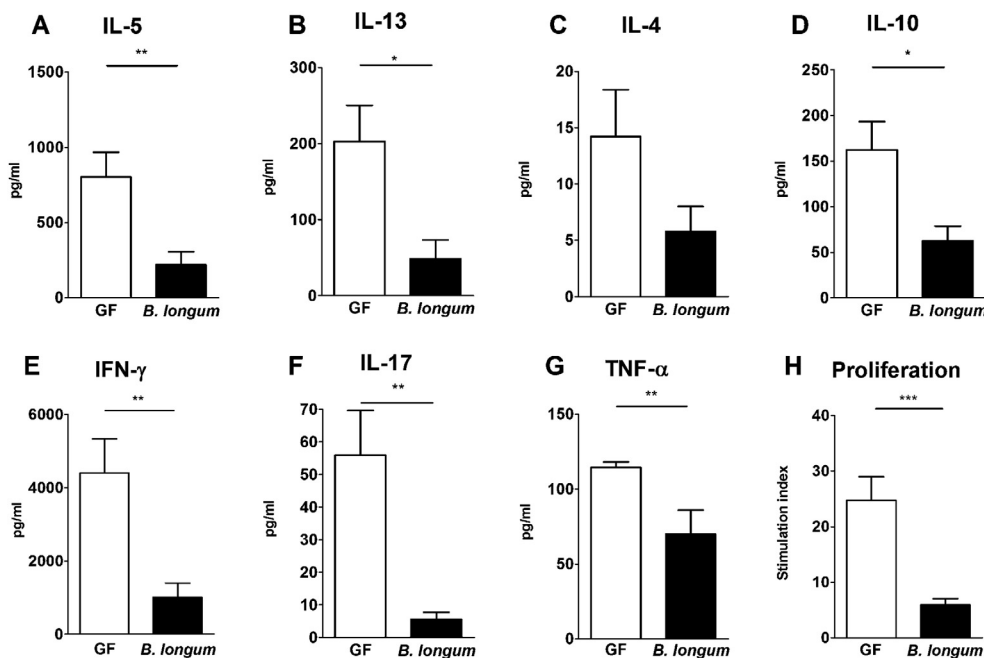 A IL-5
**
1500
1000
500
0
pg/ml
GF B. longum
B IL-13
*
300
200
100
0
pg/ml
GF B. longum
C IL-4
20
15
10
5
0
pg/ml
GF B. longum
D IL-10
*
250
200
150
100
50
0
pg/ml
GF B. longum
E IFN-γ
**
6000
4000
2000
0
pg/ml
GF B. longum
F IL-17
**
70
60
50
40
30
20
10
0
pg/ml
GF B. longum
G TNF-α
**
150
100
50
0
pg/ml
GF B. longum
H Proliferation
***
40
30
20
10
0
Stimulation index
GF B. longum